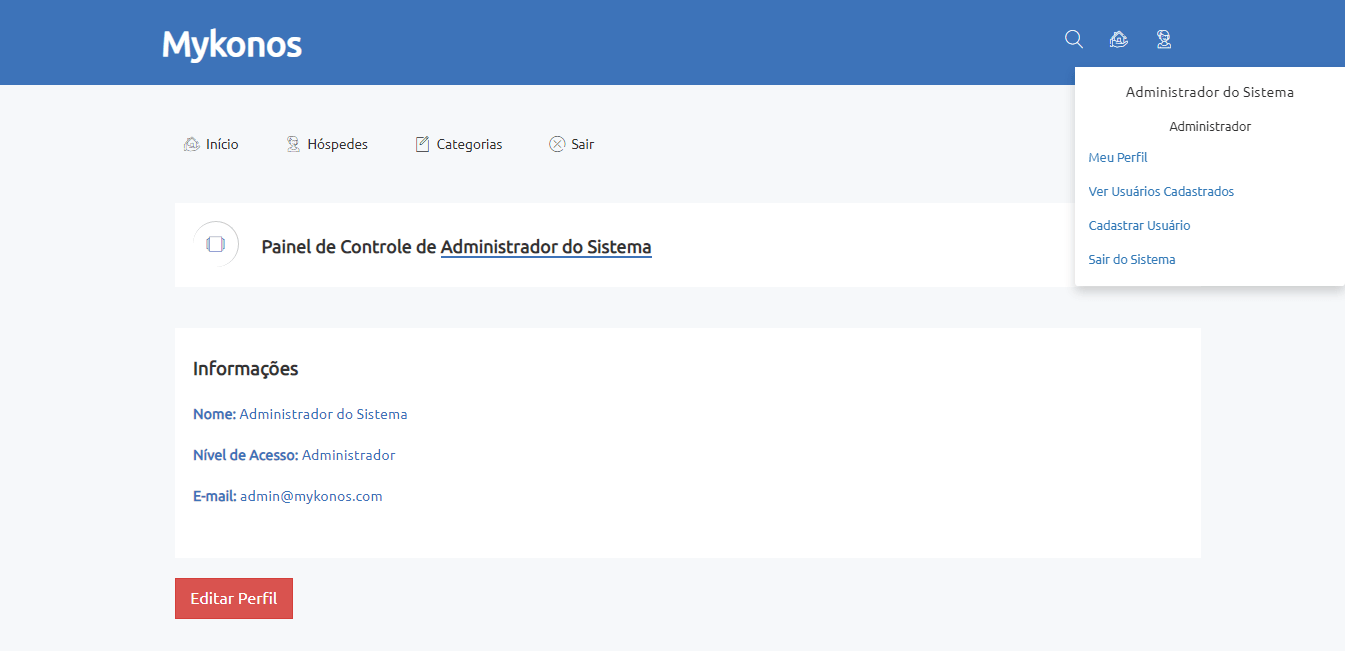 Mykonos
Administrador do Sistema
Administrador
Meu Perfil
Ver Usuários Cadastrados
Cadastrar Usuário
Sair do Sistema
Início Hóspedes Categorias Sair
Painel de Controle de Administrador do Sistema
Informações
Nome: Administrador do Sistema
Nível de Acesso: Administrador
E-mail: admin@mykonos.com
Editar Perfil